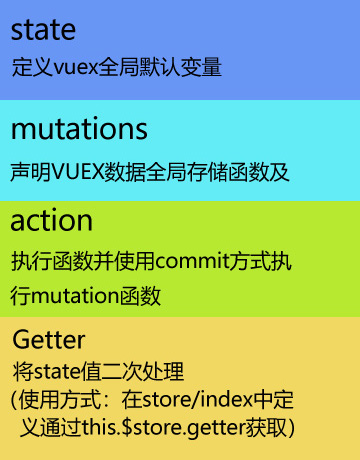 state
定义vuex全局默认变量
mutations
声明VUEX数据全局存储函数及
action
执行函数并使用commit方式执
行mutation函数
Getter
将state值二次处理
（使用方式：在store/index中定
义通过this.$store.getter获取）